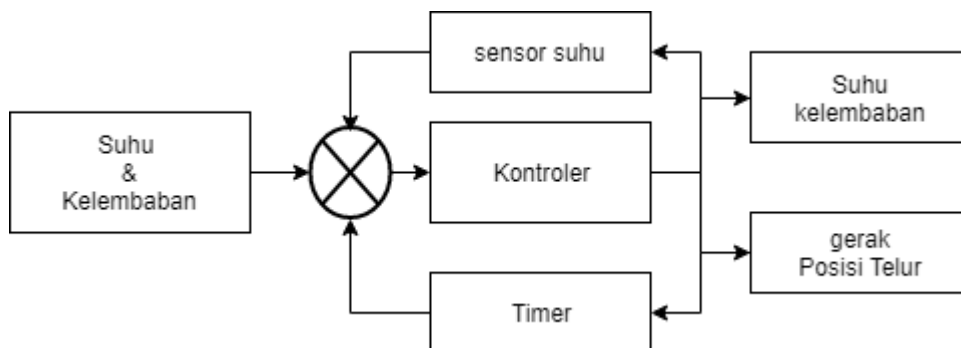 sensor suhu
Suhu
kelembaban
Suhu
&
Kelembaban
Kontroler
gerak
Posisi Telur
Timer